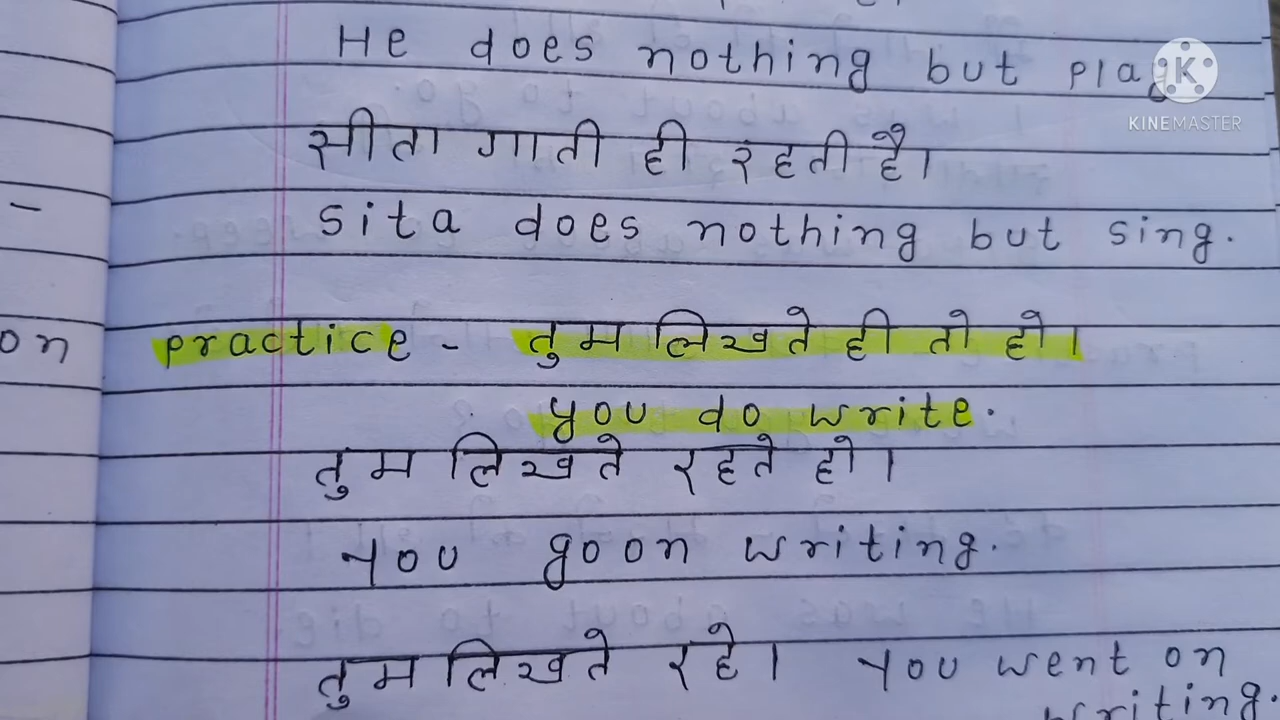 He does nothing but play
KINEMASTER
सीता गाती ही रहती है।
Sita does nothing but sing.
on
practice - तुम लिखते ही तो हो।
you do write.
तुम लिखते रहते हो।
You goon writing.
तुम लिखते रहे। You went on
writing.